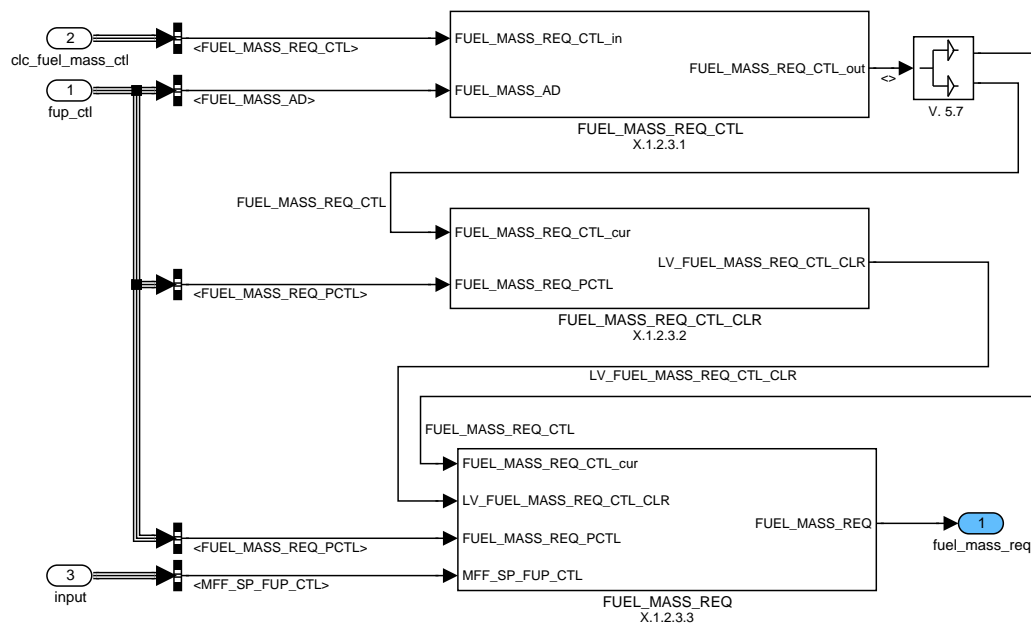 2
clc_fuel_mass_ctl
<FUEL_MASS_REQ_CTL>
FUEL_MASS_REQ_CTL_in
FUEL_MASS_REQ_CTL_out
<>
V. 5.7
1
fup_ctl
<FUEL_MASS_AD>
FUEL_MASS_AD
FUEL_MASS_REQ_CTL
X.1.2.3.1
FUEL_MASS_REQ_CTL
FUEL_MASS_REQ_CTL_cur
LV_FUEL_MASS_REQ_CTL_CLR
<FUEL_MASS_REQ_PCTL>
FUEL_MASS_REQ_PCTL
FUEL_MASS_REQ_CTL_CLR
X.1.2.3.2
LV_FUEL_MASS_REQ_CTL_CLR
FUEL_MASS_REQ_CTL
FUEL_MASS_REQ_CTL_cur
LV_FUEL_MASS_REQ_CTL_CLR
FUEL_MASS_REQ
1
fuel_mass_req
<FUEL_MASS_REQ_PCTL>
FUEL_MASS_REQ_PCTL
3
input
<MFF_SP_FUP_CTL>
MFF_SP_FUP_CTL
FUEL_MASS_REQ
X.1.2.3.3